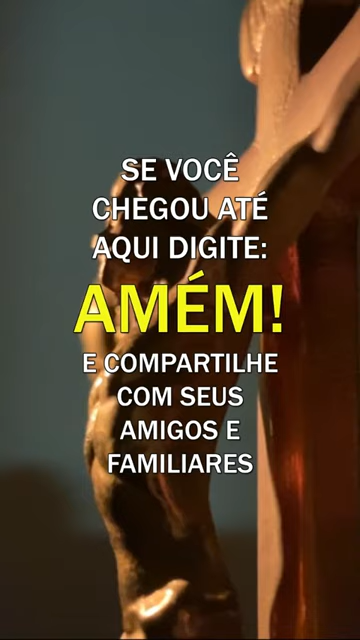 SE VOCÊ
CHEGOU ATÉ
AQUI DIGITE:
AMÉM!
E COMPARTILHE
COM SEUS
AMIGOS E
FAMILIARES